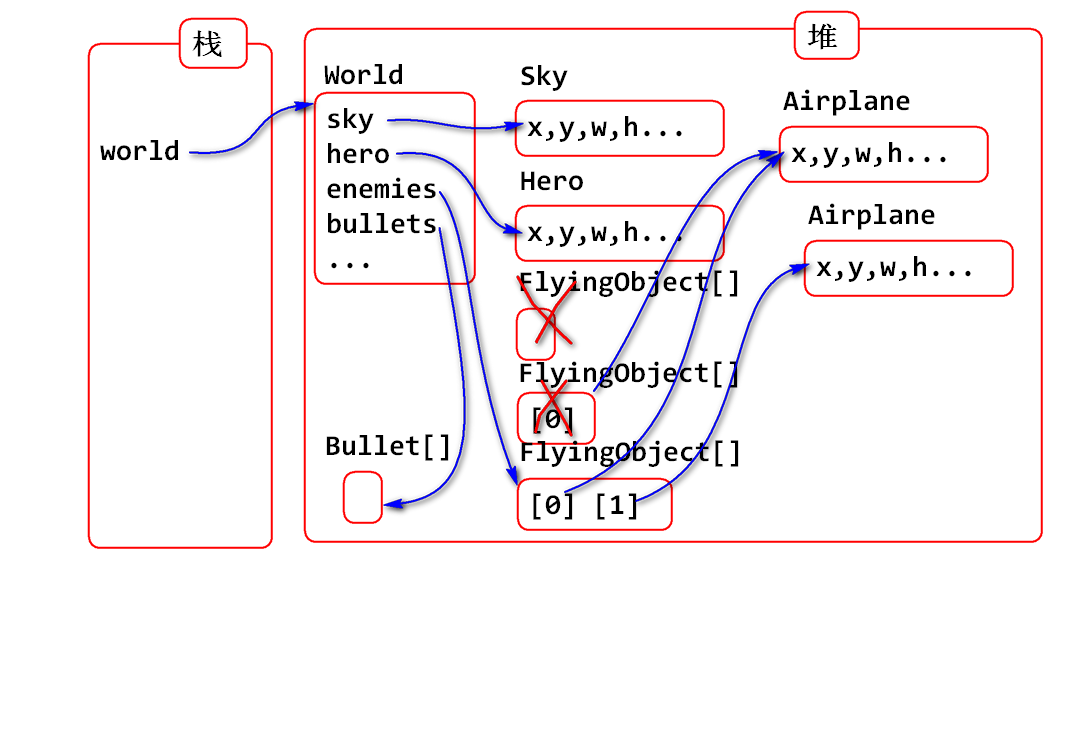 栈
堆
world
World
sky
hero
enemies
bullets
...
Bullet[]
Sky
x,y,w,h...
Hero
x,y,w,h...
FlyingObject[]
FlyingObject[]
[0]
FlyingObject[]
[0] [1]
Airplane
x,y,w,h...
Airplane
x,y,w,h...